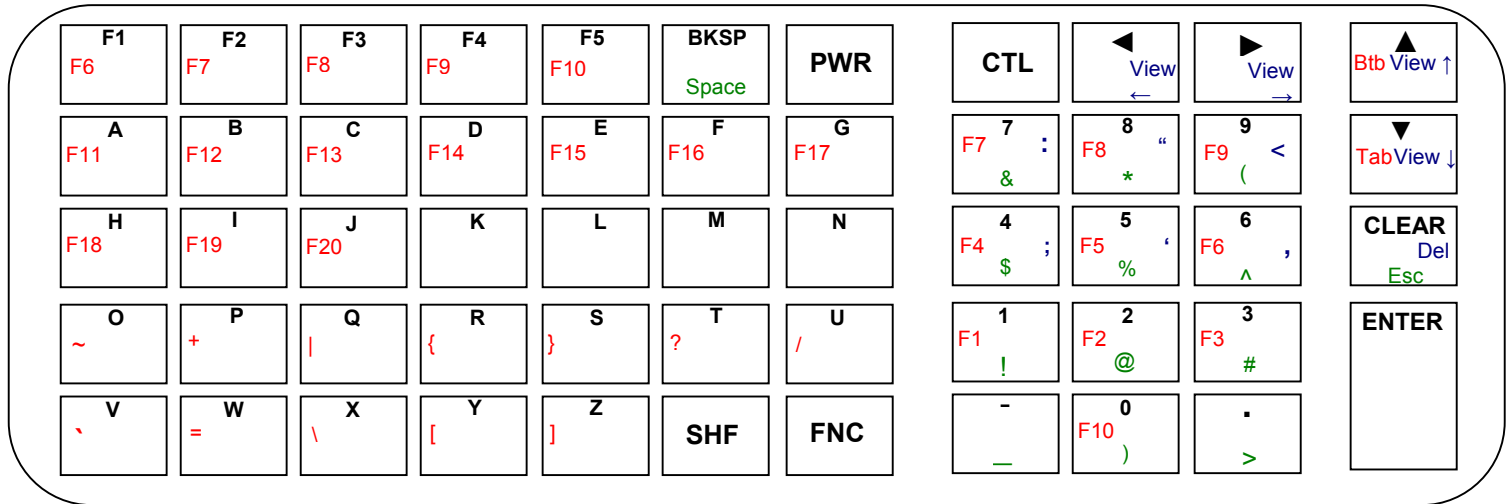 F1 F2 F3 F4 F5 BKSP PWR CTL ◀ ▶ ▲
F6 F7 F8 F9 F10 Space View ← View → Btb View ↑
A B C D E F G 7 8 9 ▼
F11 F12 F13 F14 F15 F16 F17 F7 : F8 “ F9 < Tab View ↓
& * (
H I J K L M N 4 5 6 CLEAR
F18 F19 F20 F4 ; F5 ‘ F6 , Del
$ % ^ Esc
O P Q R S T U 1 2 3 ENTER
~ + | { } ? / F1 F2 F3
! @ #
V W X Y Z SHF FNC - 0 .
` = \ [ ] F10
_ ) >